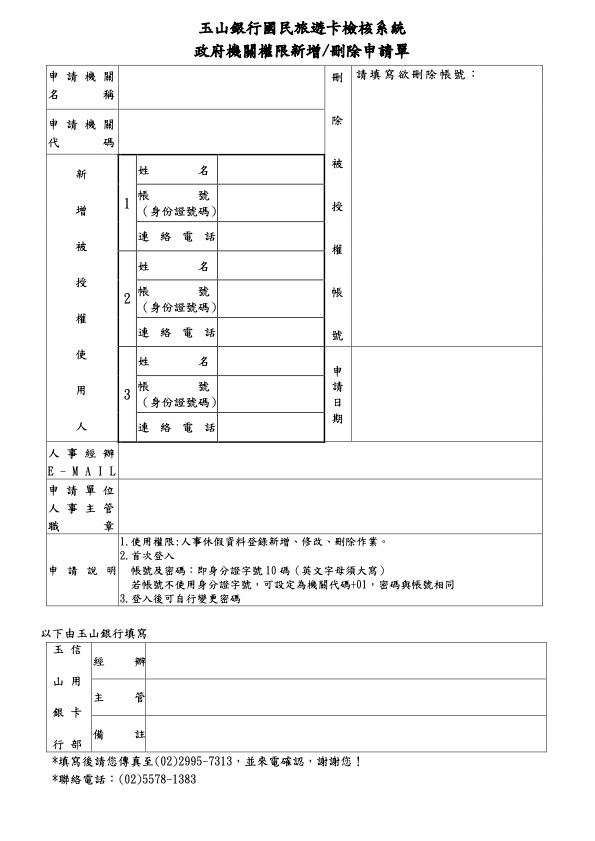 玉山銀行國民旅遊卡檢核系統
政府機關權限新增/刪除申請單
申請機關
名稱
申請機關
代碼
新增被授權使用人
1
姓名
帳號
（身份證號碼）
連絡電話
2
姓名
帳號
（身份證號碼）
連絡電話
3
姓名
帳號
（身份證號碼）
連絡電話
刪除被授權帳號
請填寫欲刪除帳號：
申請日期
人事經辦
E-MAIL
申請單位
人事主管
職章
申請說明
1.使用權限:人事休假資料登錄新增、修改、刪除作業。
2.首次登入
帳號及密碼：即身分證字號10碼（英文字母須大寫）
若帳號不使用身分證字號，可設定為機關代碼+01，密碼與帳號相同
3.登入後可自行變更密碼
以下由玉山銀行填寫
玉山銀行
信用卡部
經辦
主管
備註
*填寫後請您傳真至(02)2995-7313，並來電確認，謝謝您！
*聯絡電話：(02)5578-1383